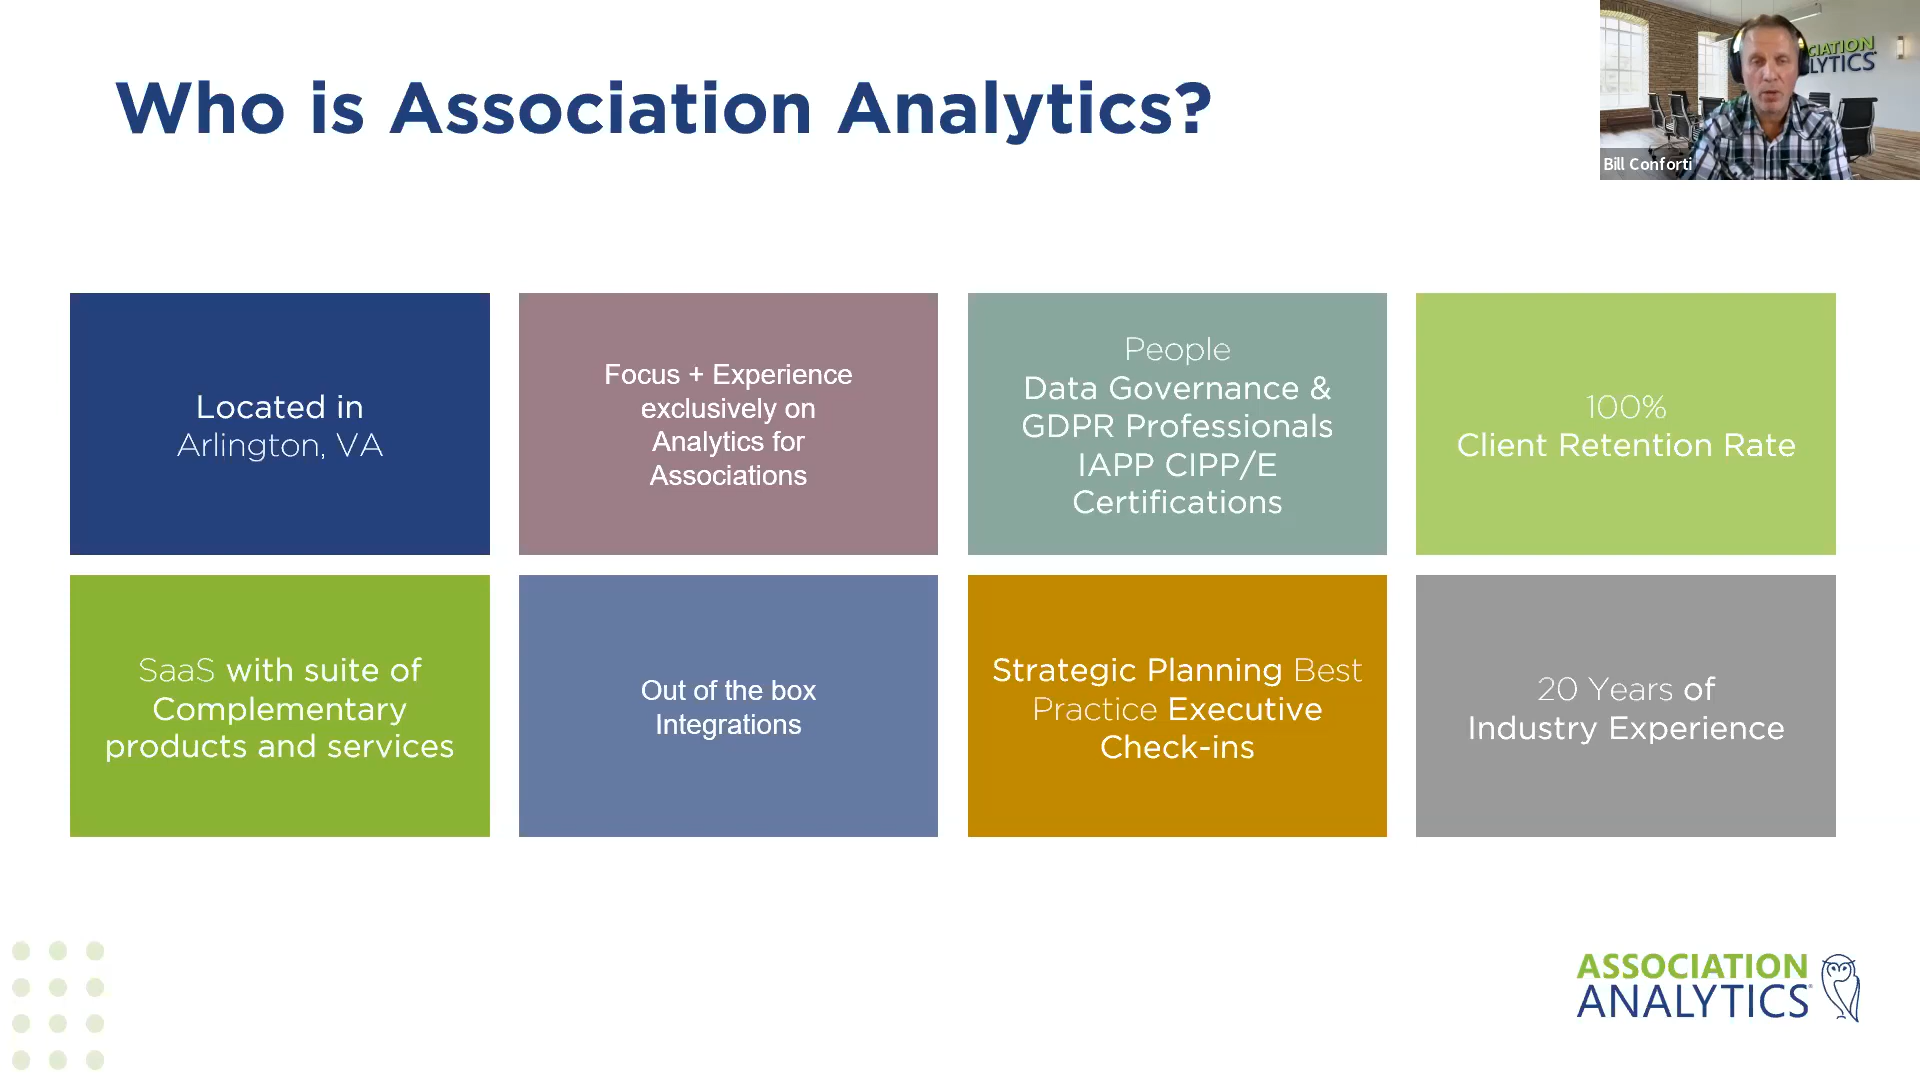 Who is Association Analytics?
CIATION
LYTICS
Bill Conforti
Located in
Arlington, VA
Focus + Experience
exclusively on
Analytics for
Associations
People
Data Governance &
GDPR Professionals
IAPP CIPP/E
Certifications
100%
Client Retention Rate
SaaS with suite of
Complementary
products and services
Out of the box
Integrations
Strategic Planning Best
Practice Executive
Check-ins
20 Years of
Industry Experience
ASSOCIATION
ANALYTICS